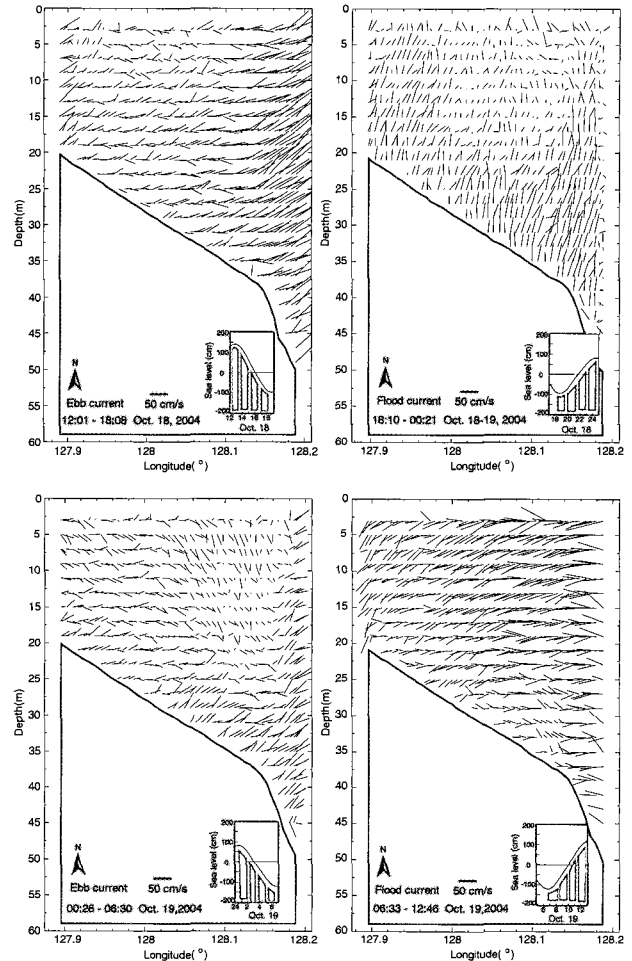 0
5
10
15
20
25
30
35
40
45
50
55
60
Depth(m)
N
Ebb current
50 cm/s
12:01 - 18:08 Oct. 18, 2004
Sea level (cm)
200
100
0
-100
-200
12 14 16 18
Oct. 18
127.9 128 128.1 128.2
Longitude( °)
0
5
10
15
20
25
30
35
40
45
50
55
60
Depth(m)
N
Flood current
50 cm/s
18:10 - 00:21 Oct. 18-19, 2004
Sea level (cm)
200
100
0
-100
-200
18 20 22 24
Oct. 18
127.9 128 128.1 128.2
Longitude( °)
0
5
10
15
20
25
30
35
40
45
50
55
60
Depth(m)
N
Ebb current
50 cm/s
00:26 - 06:30 Oct. 19,2004
Sea level (cm)
200
100
0
-100
-200
24 2 4 6
Oct. 19
127.9 128 128.1 128.2
Longitude( °)
0
5
10
15
20
25
30
35
40
45
50
55
60
Depth(m)
N
Flood current
50 cm/s
06:33 - 12:46 Oct. 19,2004
Sea level (cm)
200
100
0
-100
-200
6 8 10 12
Oct. 19
127.9 128 128.1 128.2
Longitude( °)